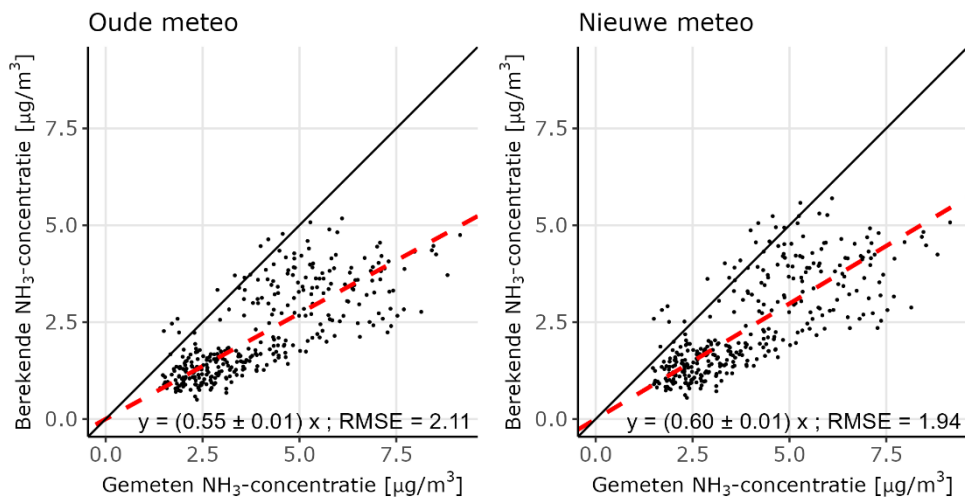 Oude meteo
Berekende NH₃-concentratie [µg/m³]
7.5
5.0
2.5
0.0
y = (0.55 ± 0.01) x ; RMSE = 2.11
0.0 2.5 5.0 7.5
Gemeten NH₃-concentratie [µg/m³]
Nieuwe meteo
Berekende NH₃-concentratie [µg/m³]
7.5
5.0
2.5
0.0
y = (0.60 ± 0.01) x ; RMSE = 1.94
0.0 2.5 5.0 7.5
Gemeten NH₃-concentratie [µg/m³]